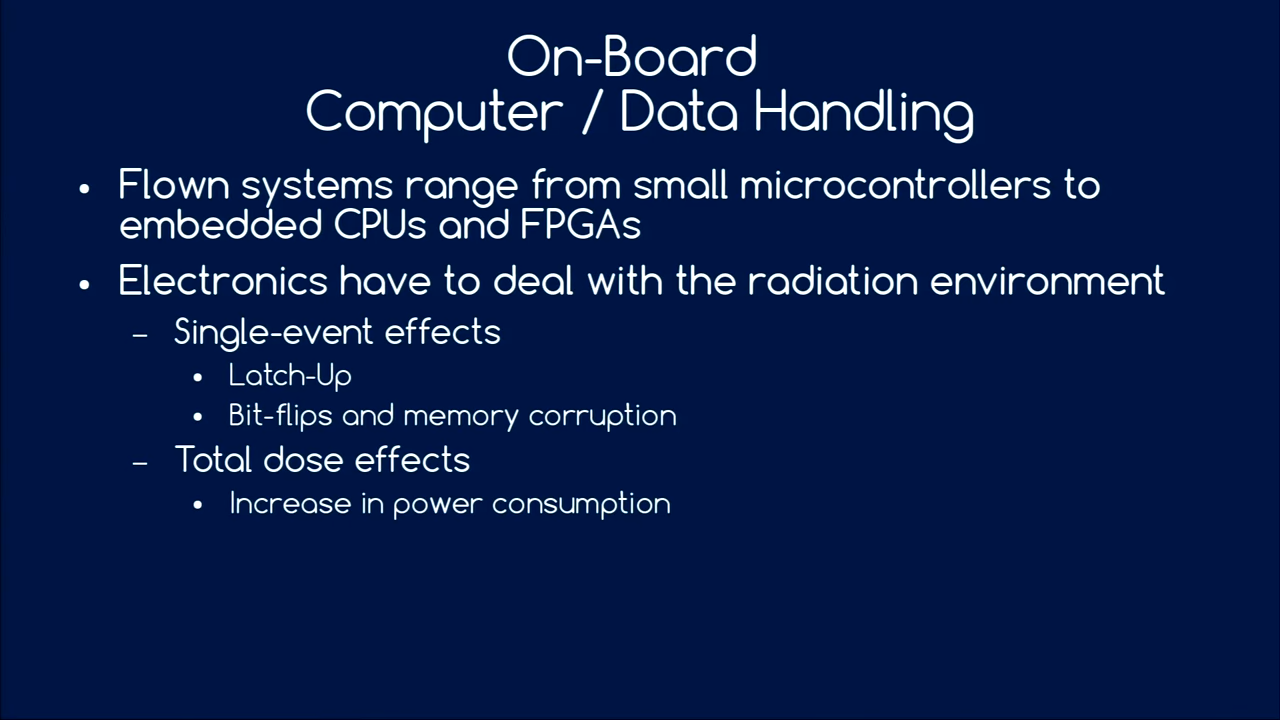 On-Board
Computer / Data Handling
• Flown systems range from small microcontrollers to
embedded CPUs and FPGAs
• Electronics have to deal with the radiation environment
– Single-event effects
• Latch-Up
• Bit-flips and memory corruption
– Total dose effects
• Increase in power consumption